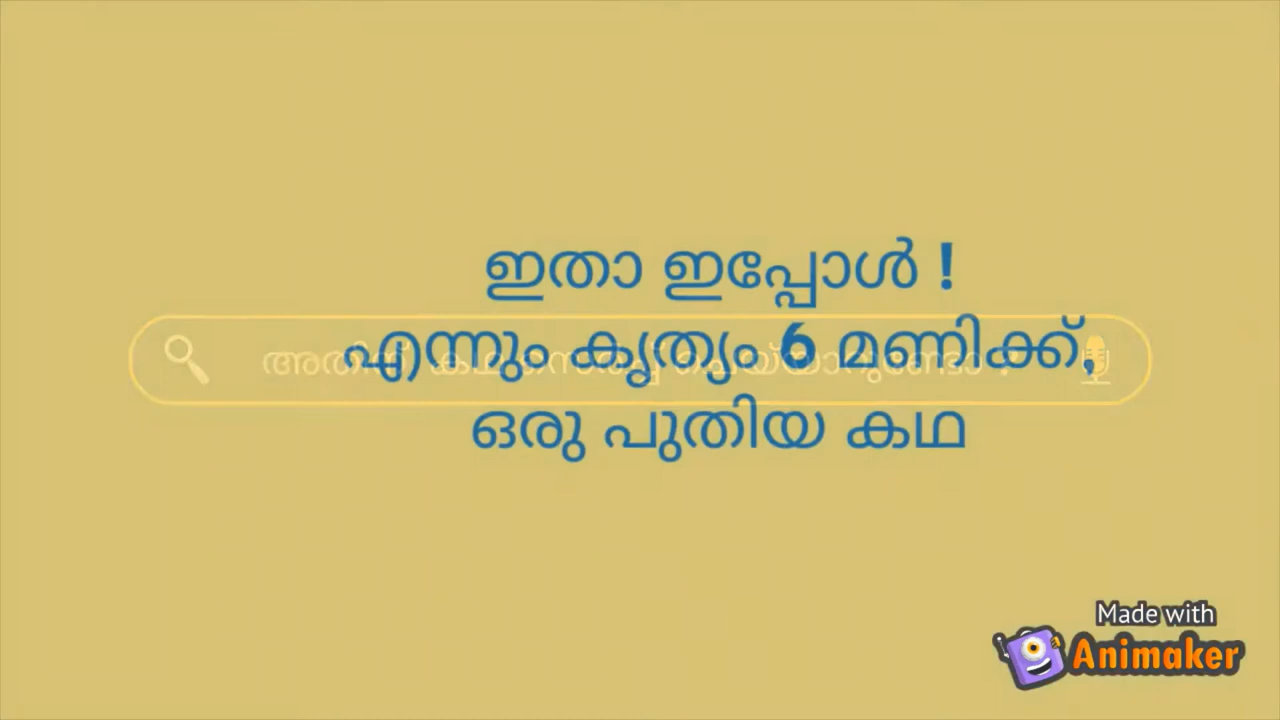 ഇതാ ഇപ്പോൾ !
എന്നും കൃത്യം 6 മണിക്ക്,
ഒരു പുതിയ കഥ
Made with
Animaker